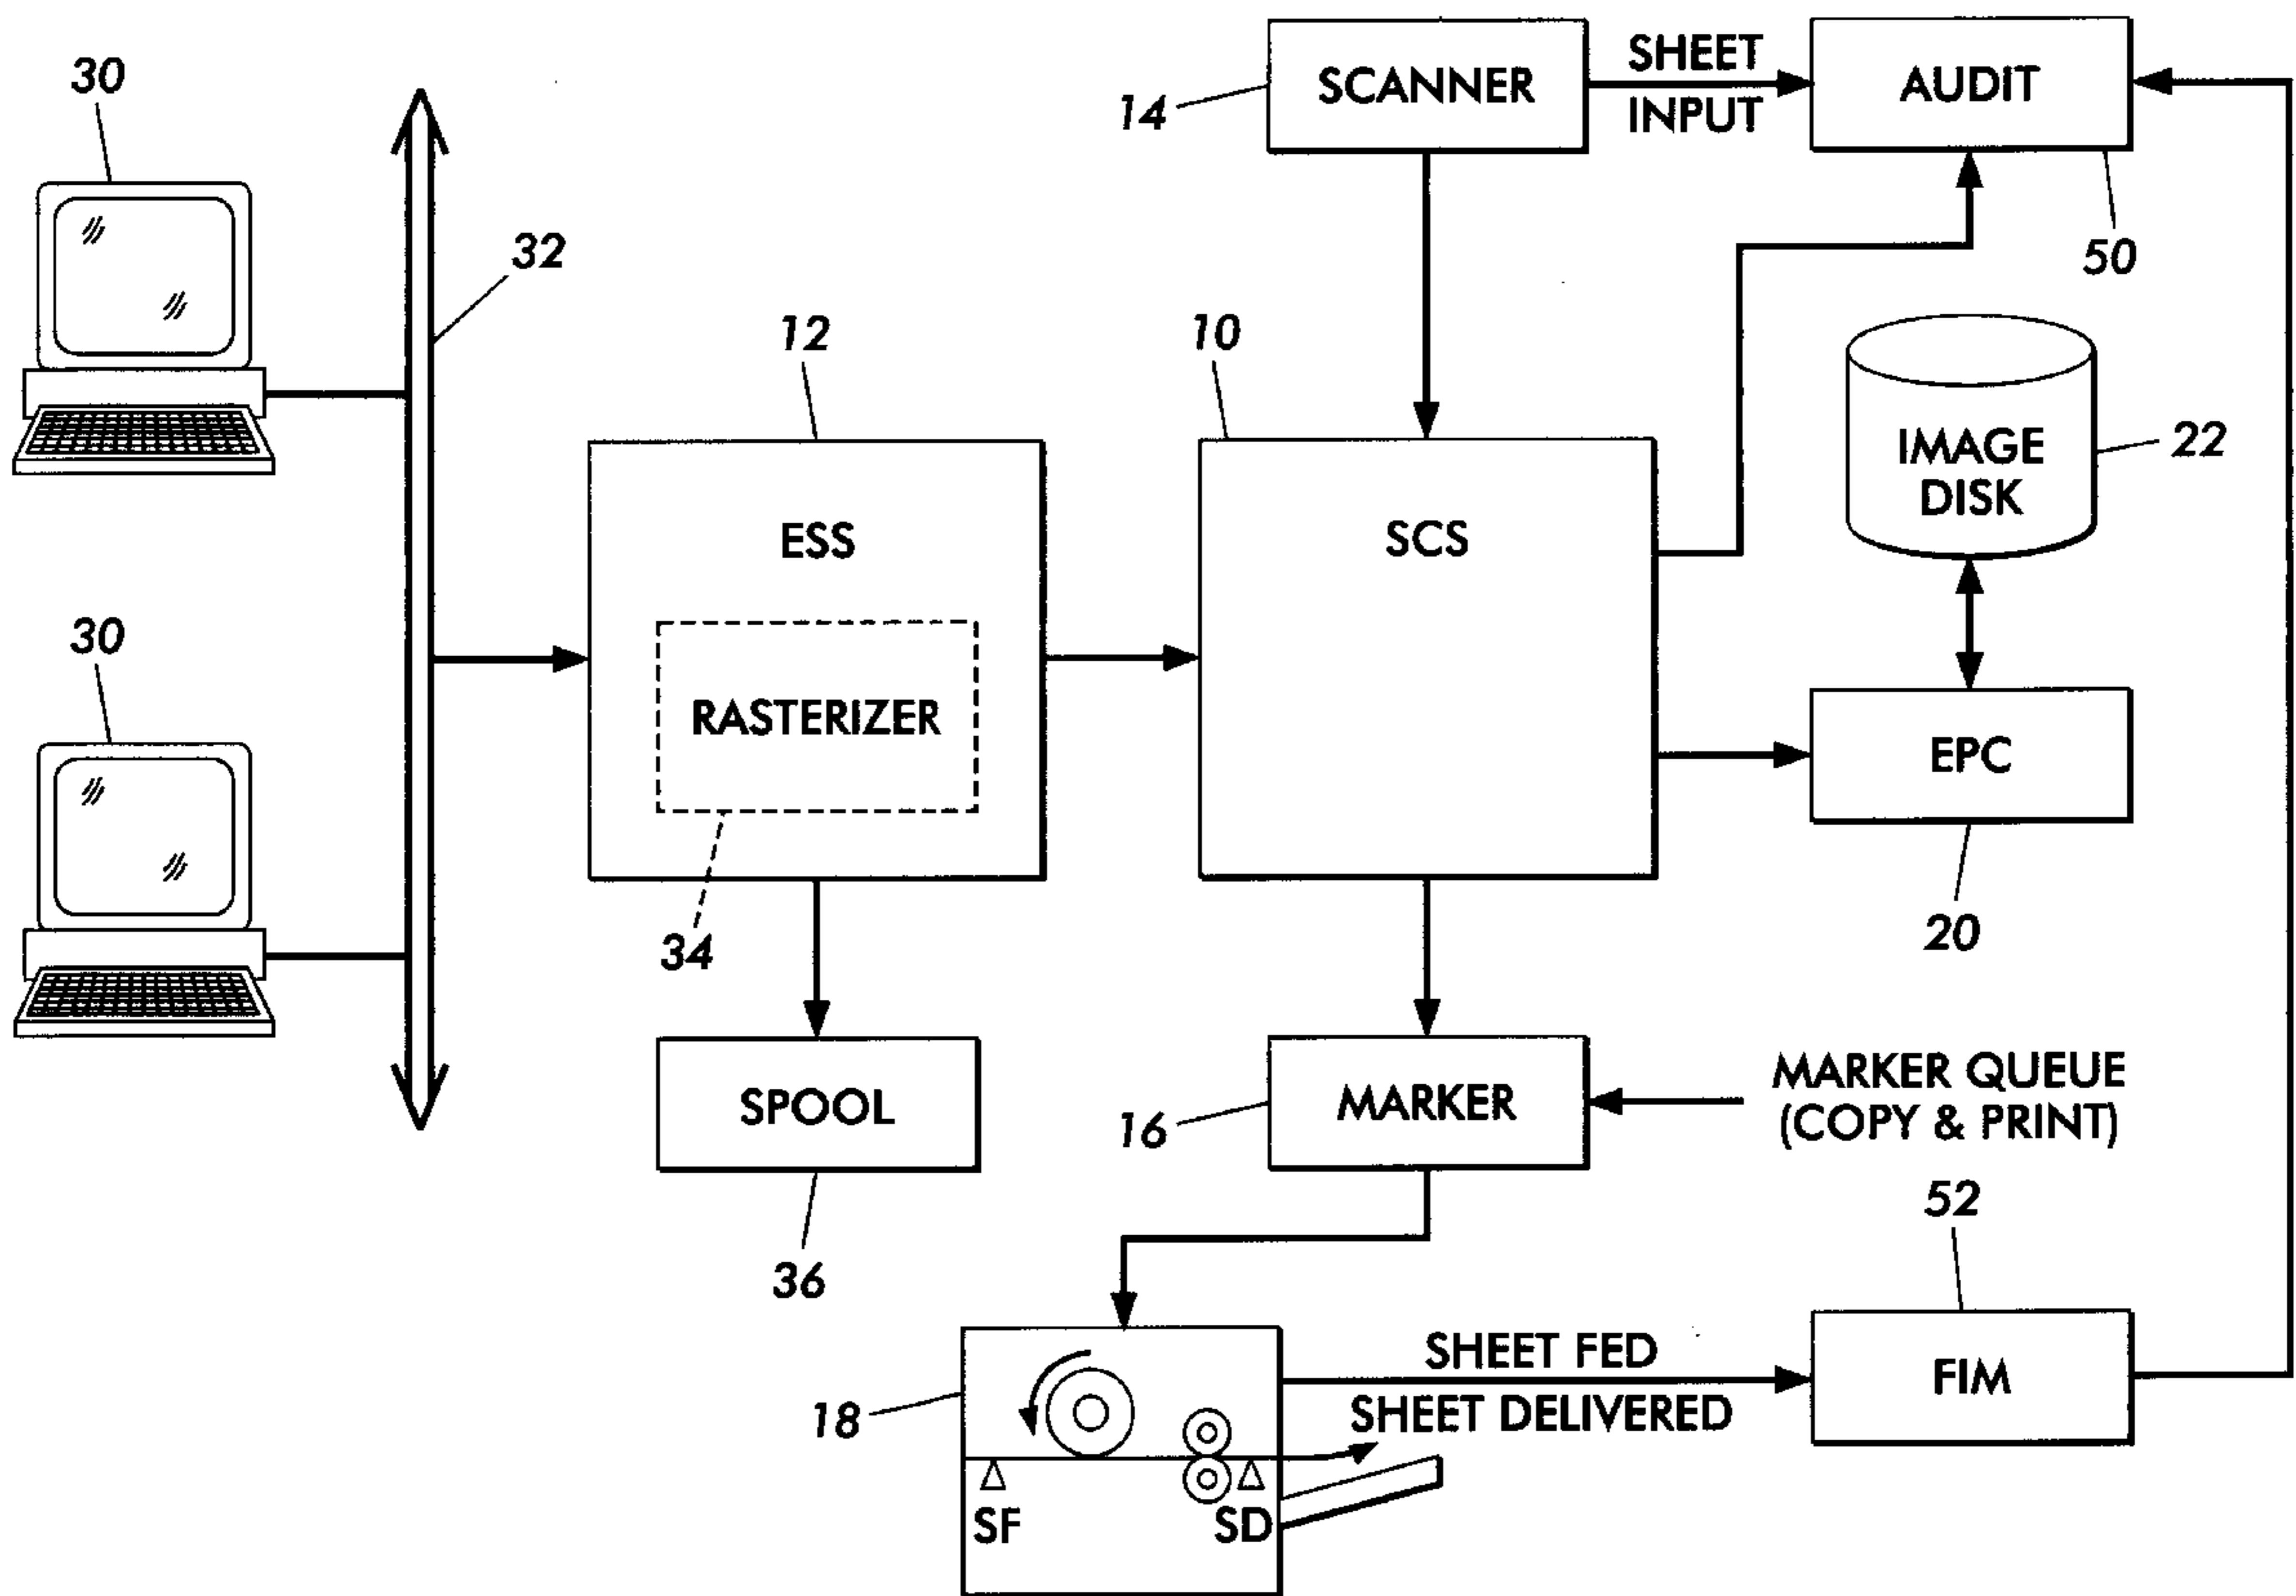 30
32
30
14
SCANNER
SHEET
INPUT
AUDIT
50
12
ESS
RASTERIZER
34
SPOOL
36
10
SCS
IMAGE
DISK
22
EPC
20
MARKER
16
MARKER QUEUE
(COPY & PRINT)
52
FIM
18
SHEET FED
SHEET DELIVERED
SF
SD